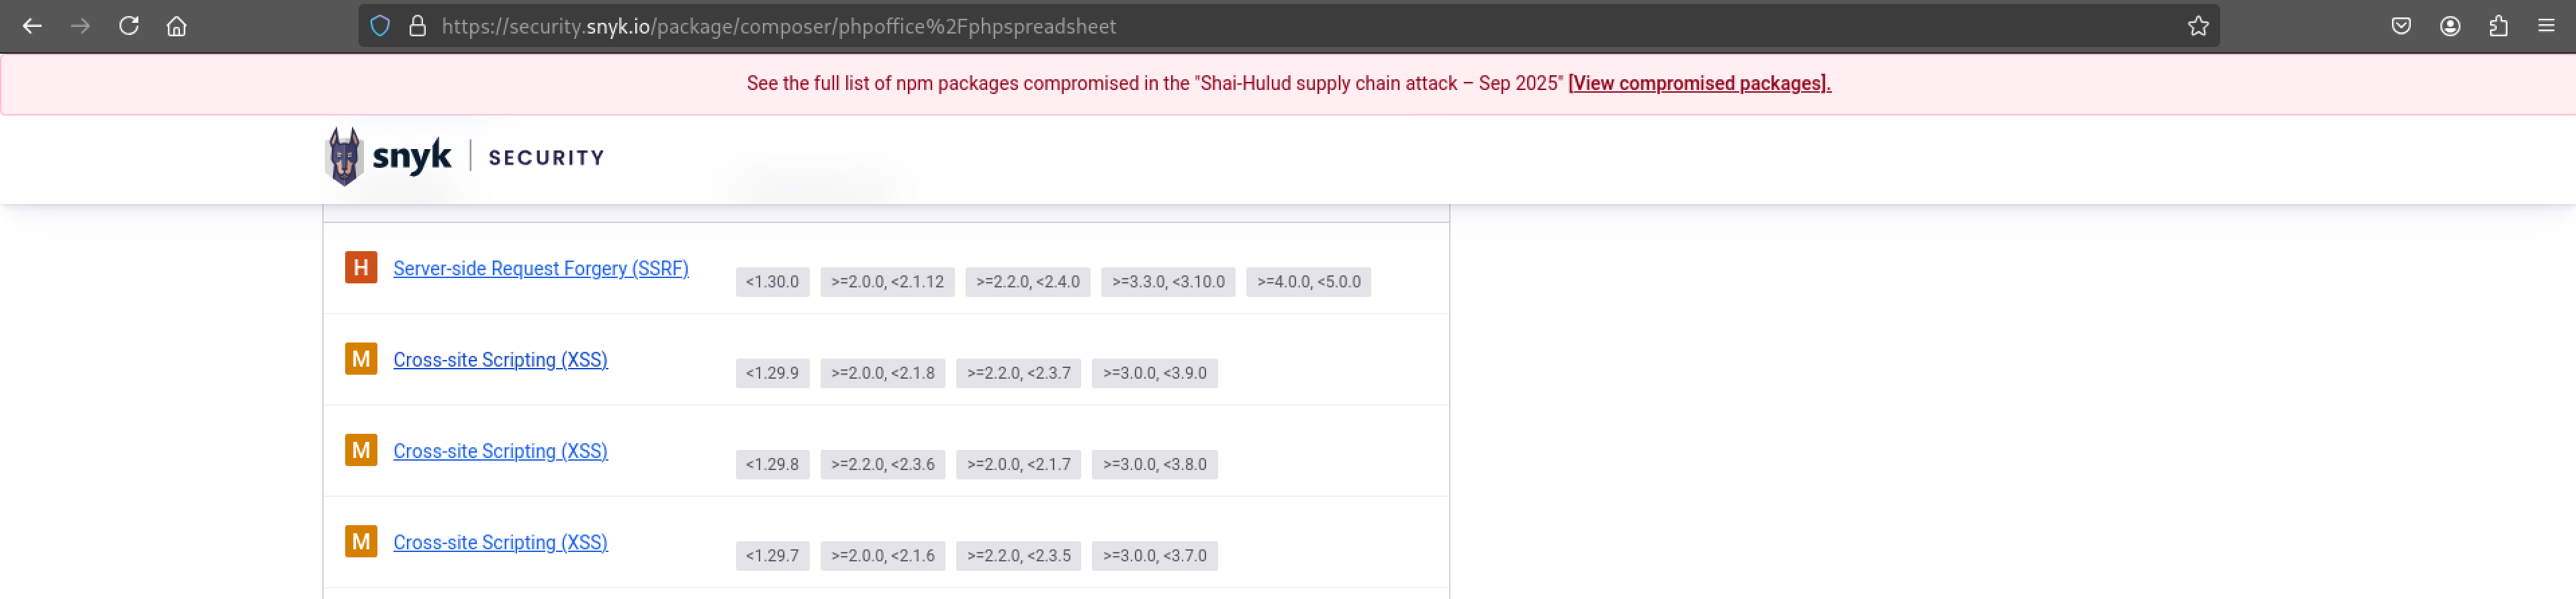 https://security.snyk.io/package/composer/phpoffice%2Fphpspreadsheet
See the full list of npm packages compromised in the "Shai-Hulud supply chain attack – Sep 2025" [View compromised packages].
snyk | SECURITY
H Server-side Request Forgery (SSRF) <1.30.0 >=2.0.0, <2.1.12 >=2.2.0, <2.4.0 >=3.3.0, <3.10.0 >=4.0.0, <5.0.0
M Cross-site Scripting (XSS) <1.29.9 >=2.0.0, <2.1.8 >=2.2.0, <2.3.7 >=3.0.0, <3.9.0
M Cross-site Scripting (XSS) <1.29.8 >=2.2.0, <2.3.6 >=2.0.0, <2.1.7 >=3.0.0, <3.8.0
M Cross-site Scripting (XSS) <1.29.7 >=2.0.0, <2.1.6 >=2.2.0, <2.3.5 >=3.0.0, <3.7.0